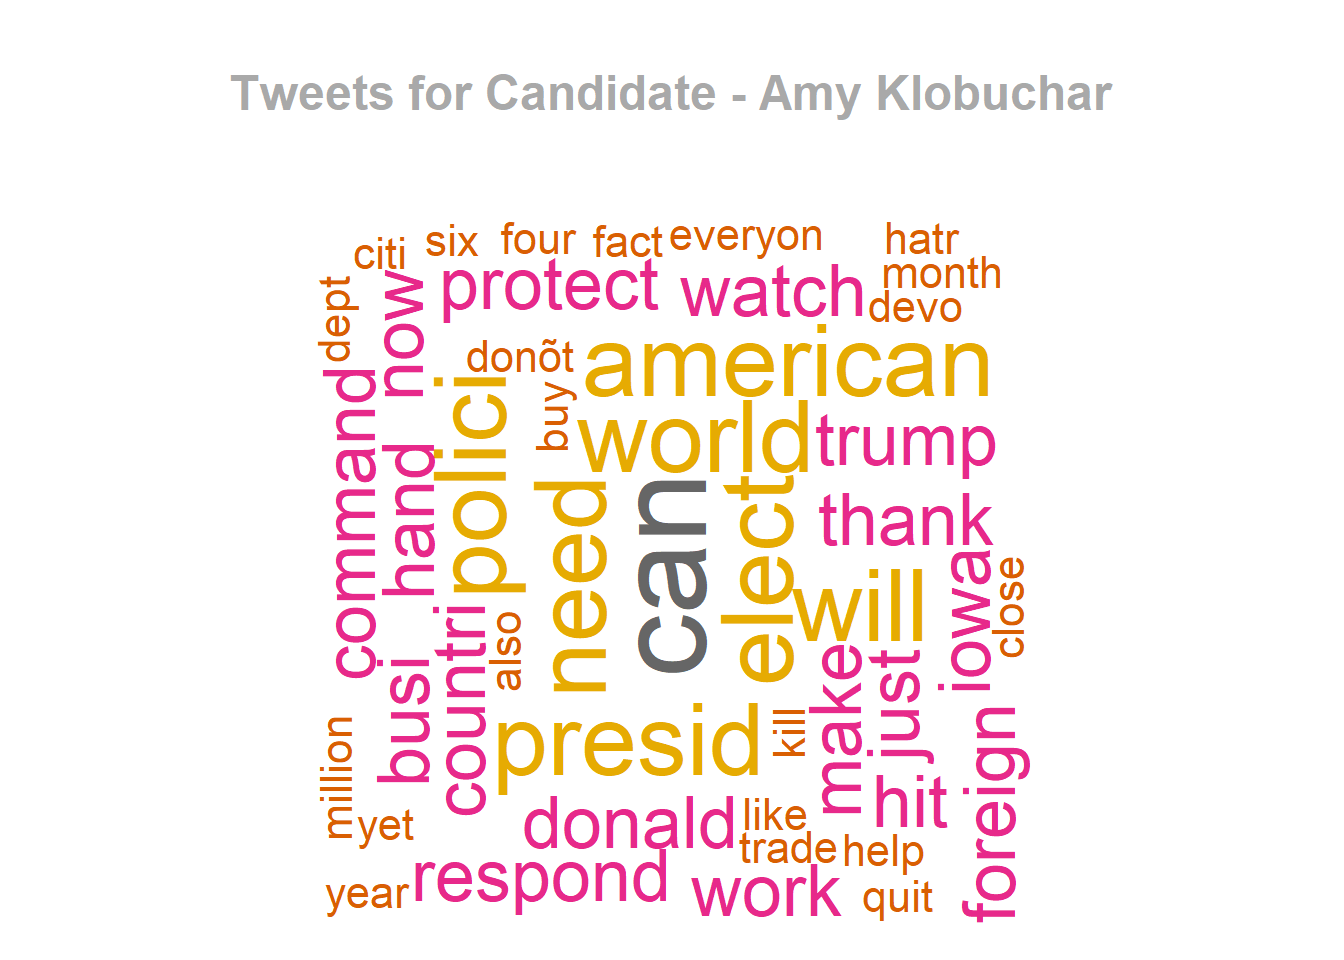 Tweets for Candidate - Amy Klobuchar
citi
six
four
fact
everyon
hatr
dept
now
protect
watch
month
devo
command
donõt
american
polici
buy
world
trump
hand
need
can
elect
thank
will
iowa
close
busi
countri
also
make
just
million
presid
kill
foreign
yet
donald
like
hit
trade
help
year
respond
work
quit